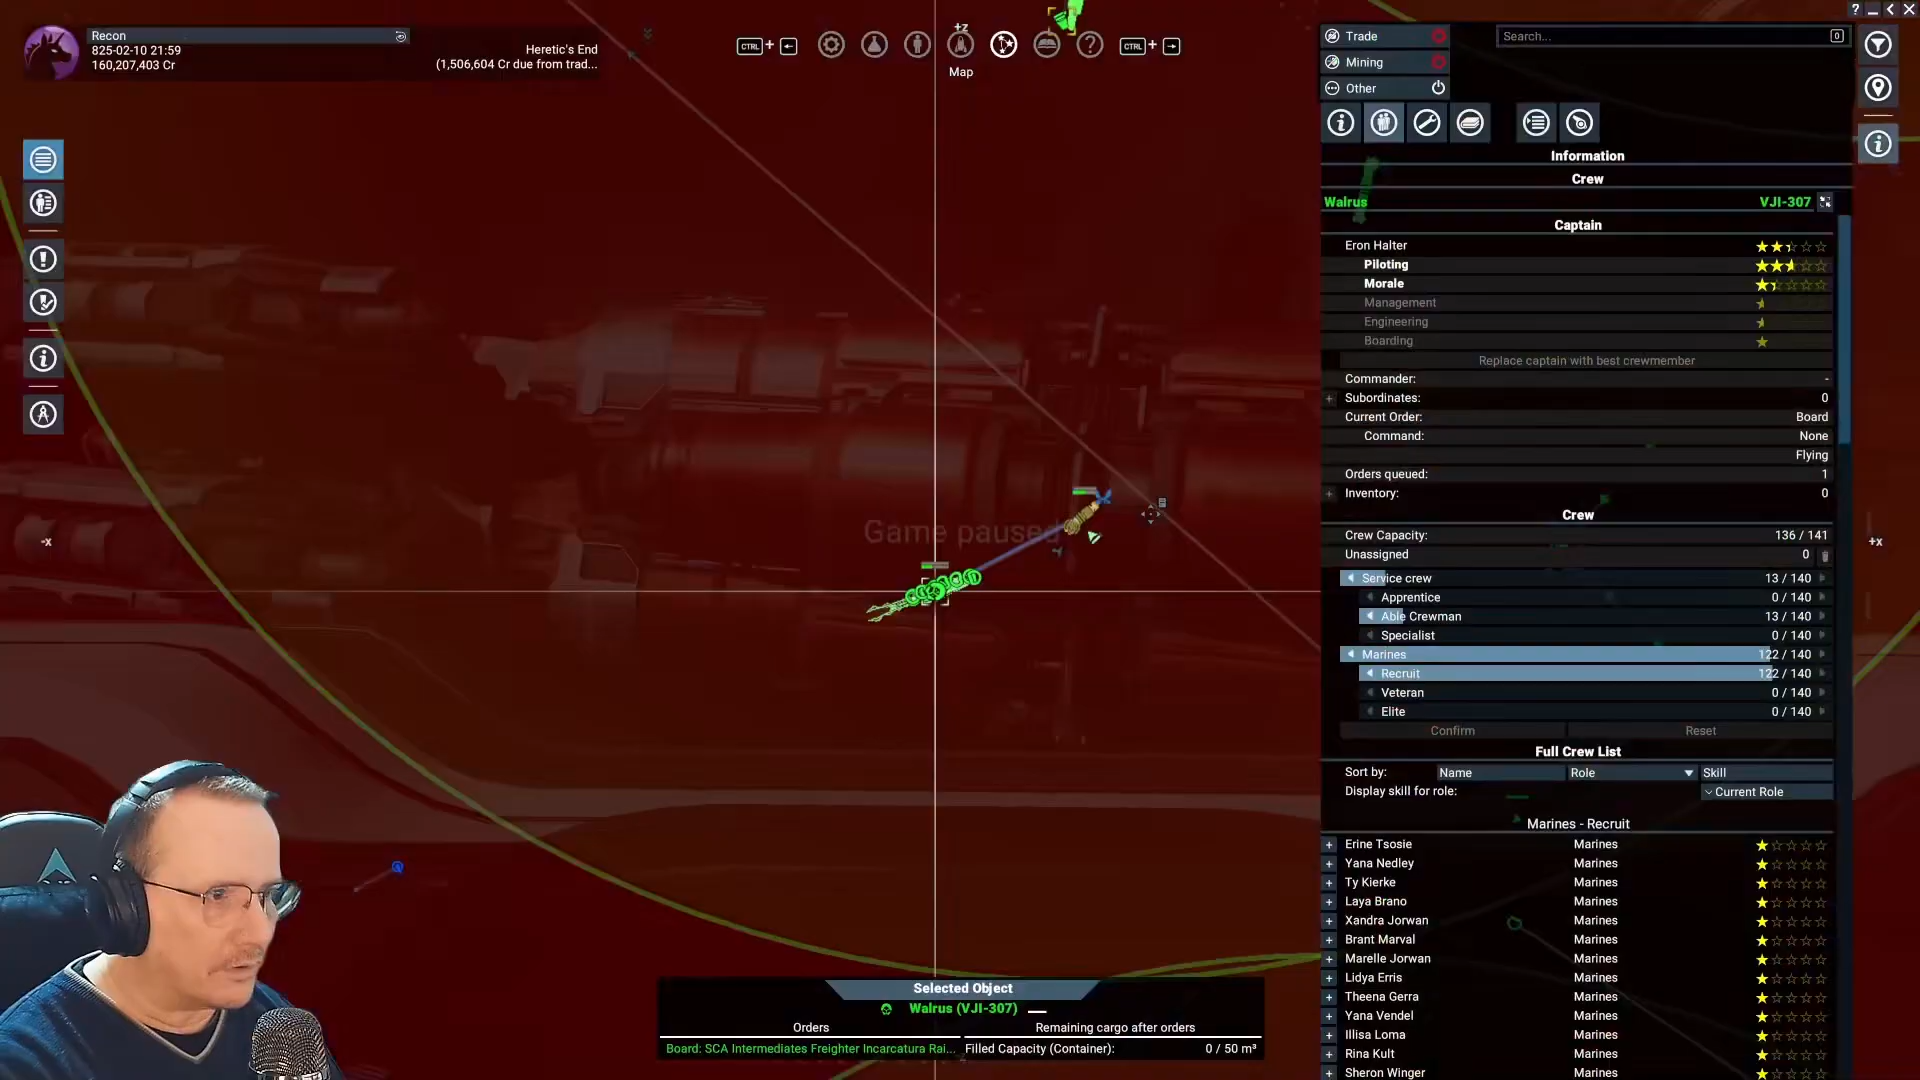 Recon
825-02-10 21:59
160,207,403 Cr
Heretic's End
(1,506,604 Cr due from trad...
CTRL +
+z
CTRL +
Map
-x
+x
Game paused
Selected Object
Walrus (VJI-307)
Orders
Remaining cargo after orders
Board: SCA Intermediates Freighter Incarcatura Rai...
Filled Capacity (Container):
0 / 50 m³
Trade
Mining
Other
Search...
0
?
Information
Crew
Walrus
VJI-307
Captain
Eron Halter
Piloting
Morale
Management
Engineering
Boarding
Replace captain with best crewmember
Commander:
-
Subordinates:
0
Current Order:
Board
Command:
None
Flying
Orders queued:
1
Inventory:
0
Crew
Crew Capacity:
136 / 141
Unassigned
0
Service crew
13 / 140
Apprentice
0 / 140
Able Crewman
13 / 140
Specialist
0 / 140
Marines
122 / 140
Recruit
122 / 140
Veteran
0 / 140
Elite
0 / 140
Confirm
Reset
Full Crew List
Sort by:
Name
Role
Skill
Display skill for role:
Current Role
Marines - Recruit
Erine Tsosie
Marines
Yana Nedley
Marines
Ty Kierke
Marines
Laya Brano
Marines
Xandra Jorwan
Marines
Brant Marval
Marines
Marelle Jorwan
Marines
Lidya Erris
Marines
Theena Gerra
Marines
Yana Vendel
Marines
Illisa Loma
Marines
Rina Kult
Marines
Sheron Winger
Marines